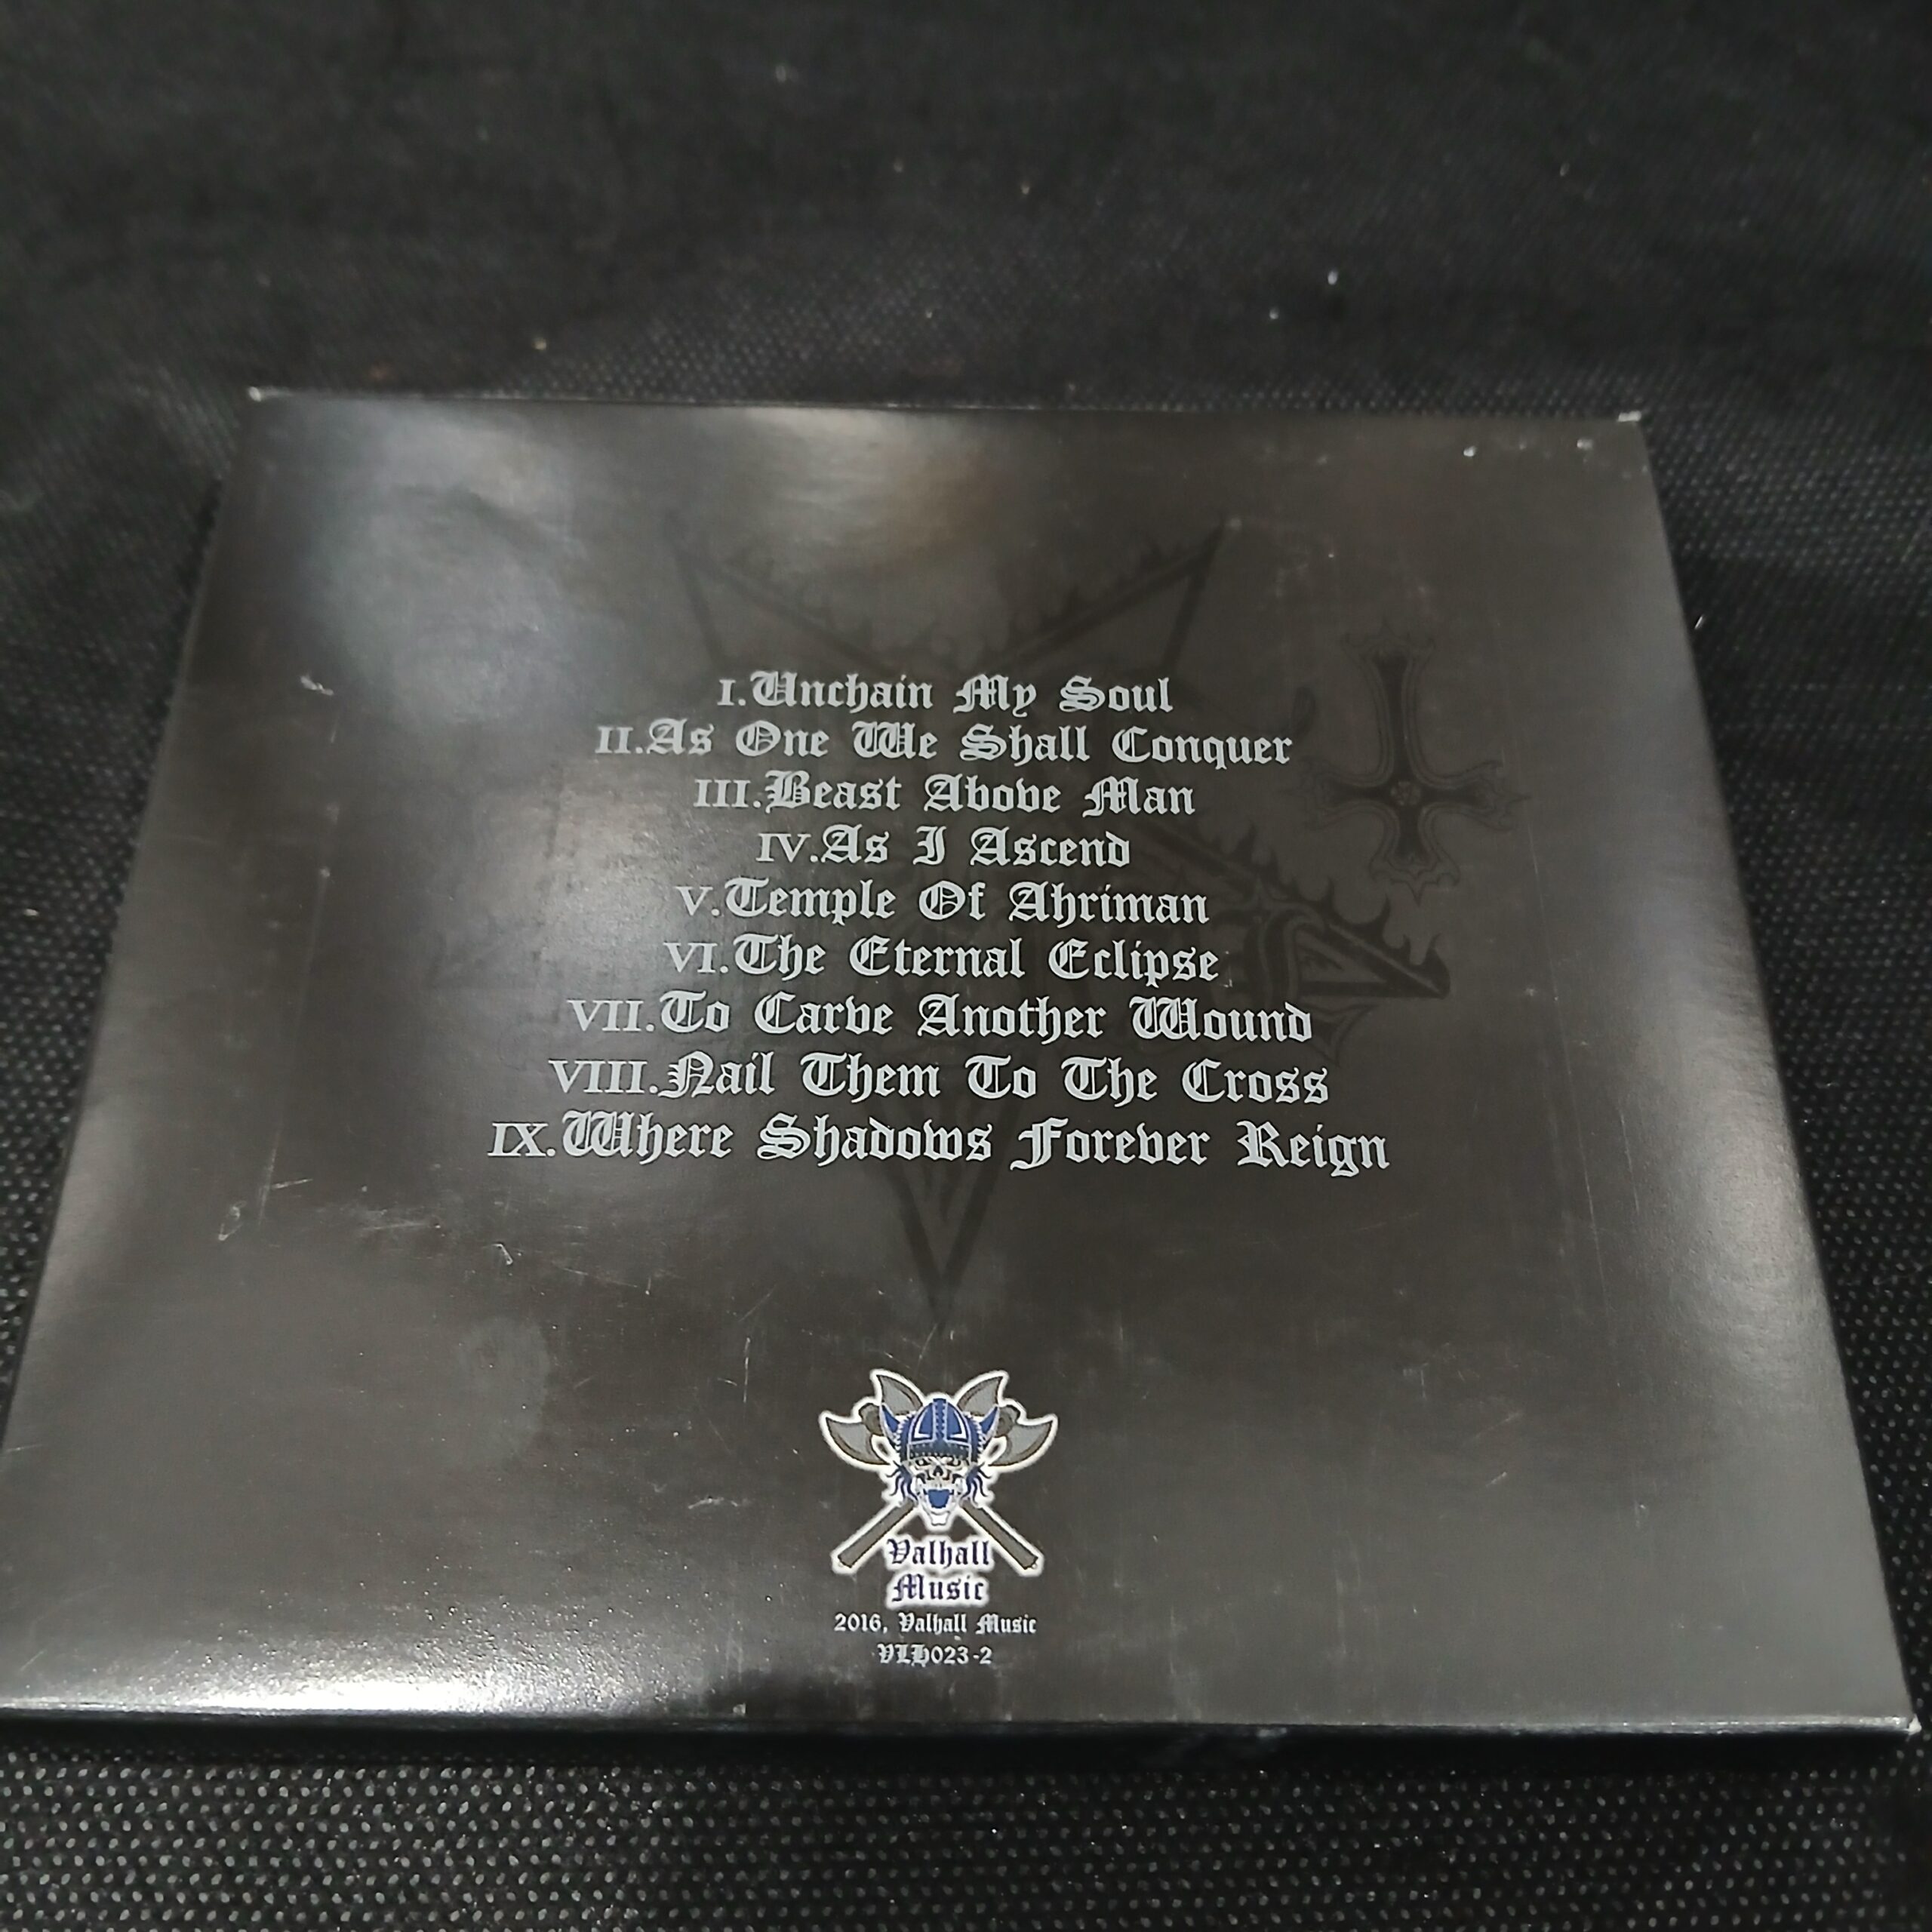 I.Unchain My Soul
II.As One We Shall Conquer
III.Beast Above Man
IV.As I Ascend
V.Temple Of Ahriman
VI.The Eternal Eclipse
VII.To Carve Another Wound
VIII.Nail Them To The Cross
IX.Where Shadows Forever Reign
Valhall
Music
2016, Valhall Music
VLH023-2